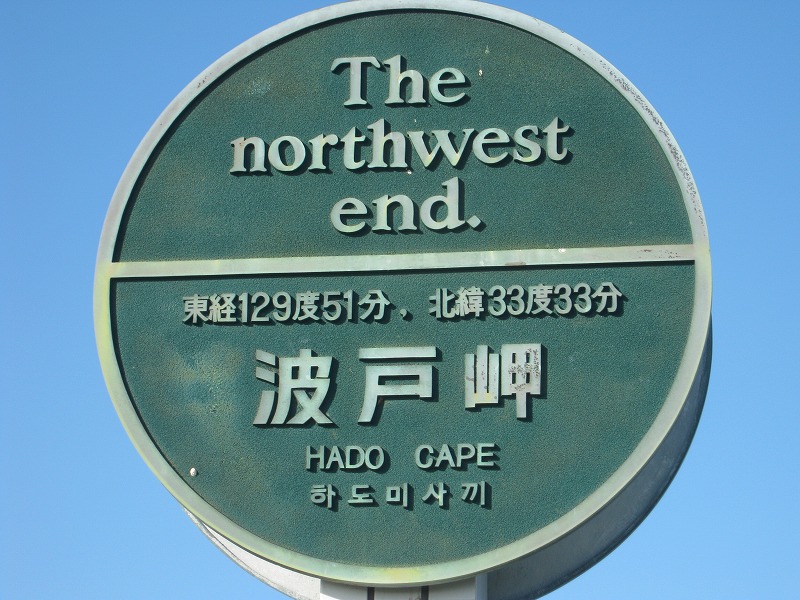 The
northwest
end.
東経129度51分, 北緯33度33分
波戸岬
HADO CAPE
하도미사끼